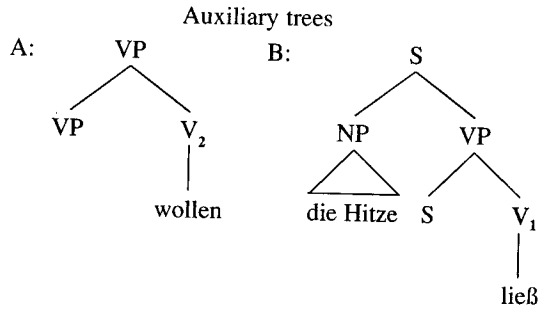 Auxiliary trees
A: VP B: S
VP V₂ NP VP
wollen die Hitze S V₁
ließ